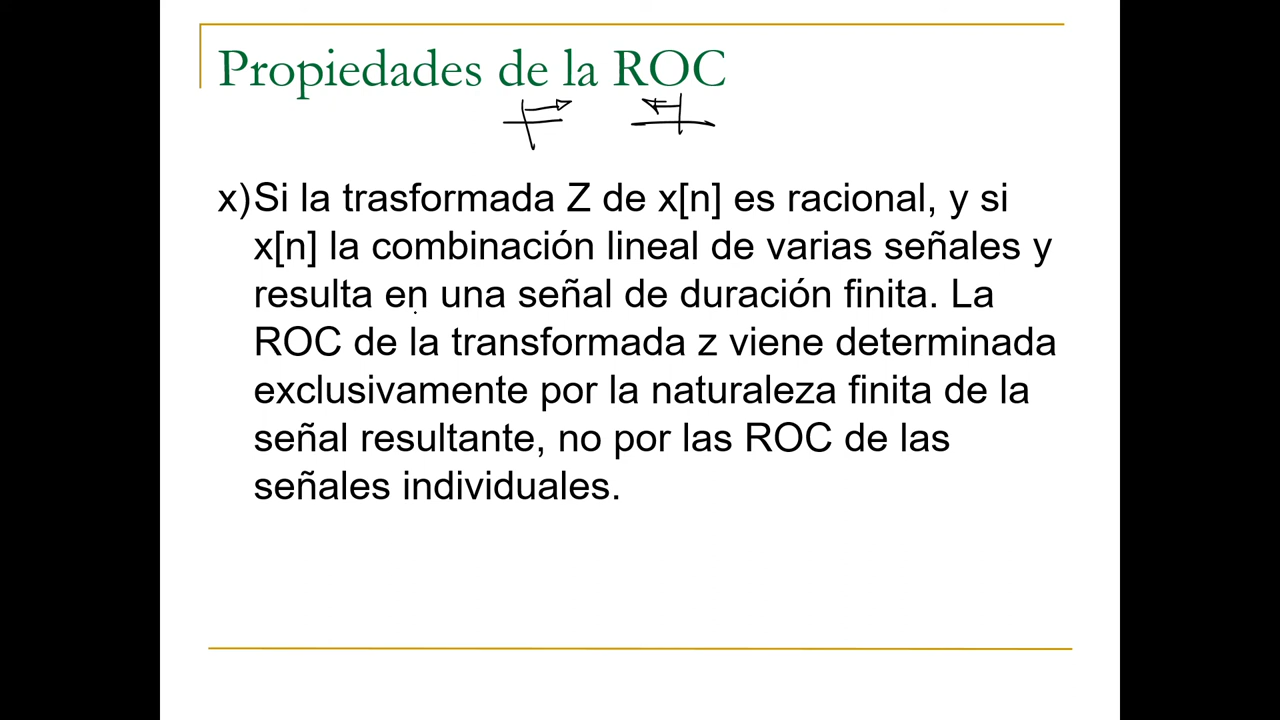 Propiedades de la ROC
x) Si la trasformada Z de x[n] es racional, y si
x[n] la combinación lineal de varias señales y
resulta en una señal de duración finita. La
ROC de la transformada z viene determinada
exclusivamente por la naturaleza finita de la
señal resultante, no por las ROC de las
señales individuales.